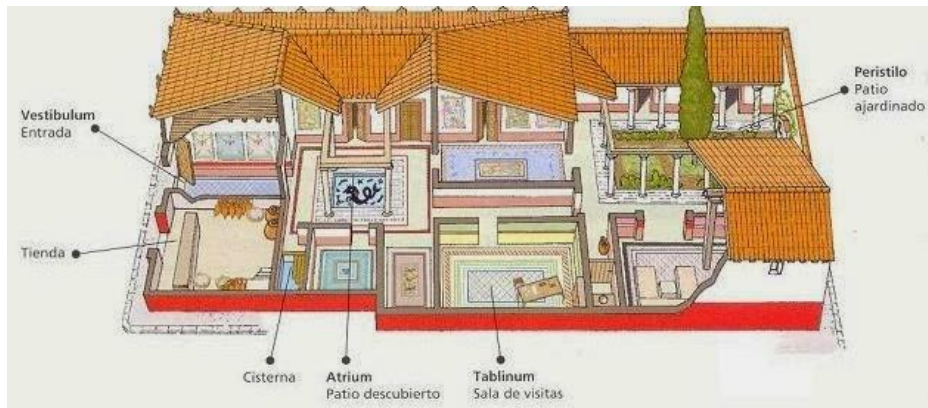 Vestibulum
Entrada
Peristilo
Patio
ajardinado
Tienda
Cisterna
Atrium
Patio descubierto
Tablinum
Sala de visitas